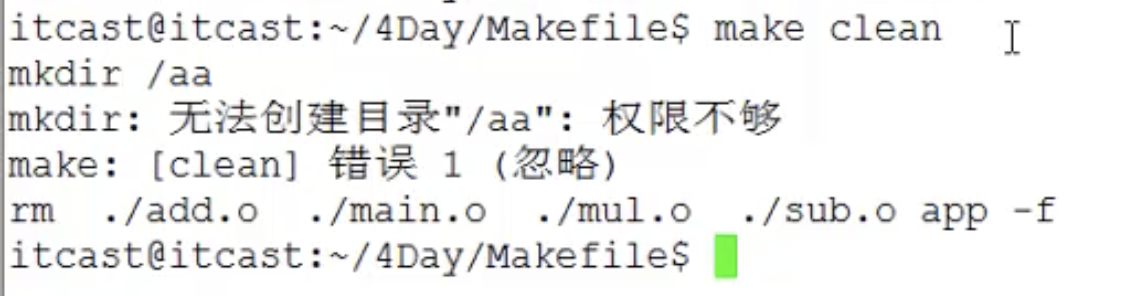 itcast@itcast:~/4Day/Makefile$ make clean
mkdir /aa
mkdir: 无法创建目录"/aa": 权限不够
make: [clean] 错误 1 (忽略)
rm  ./add.o  ./main.o  ./mul.o  ./sub.o app -f
itcast@itcast:~/4Day/Makefile$